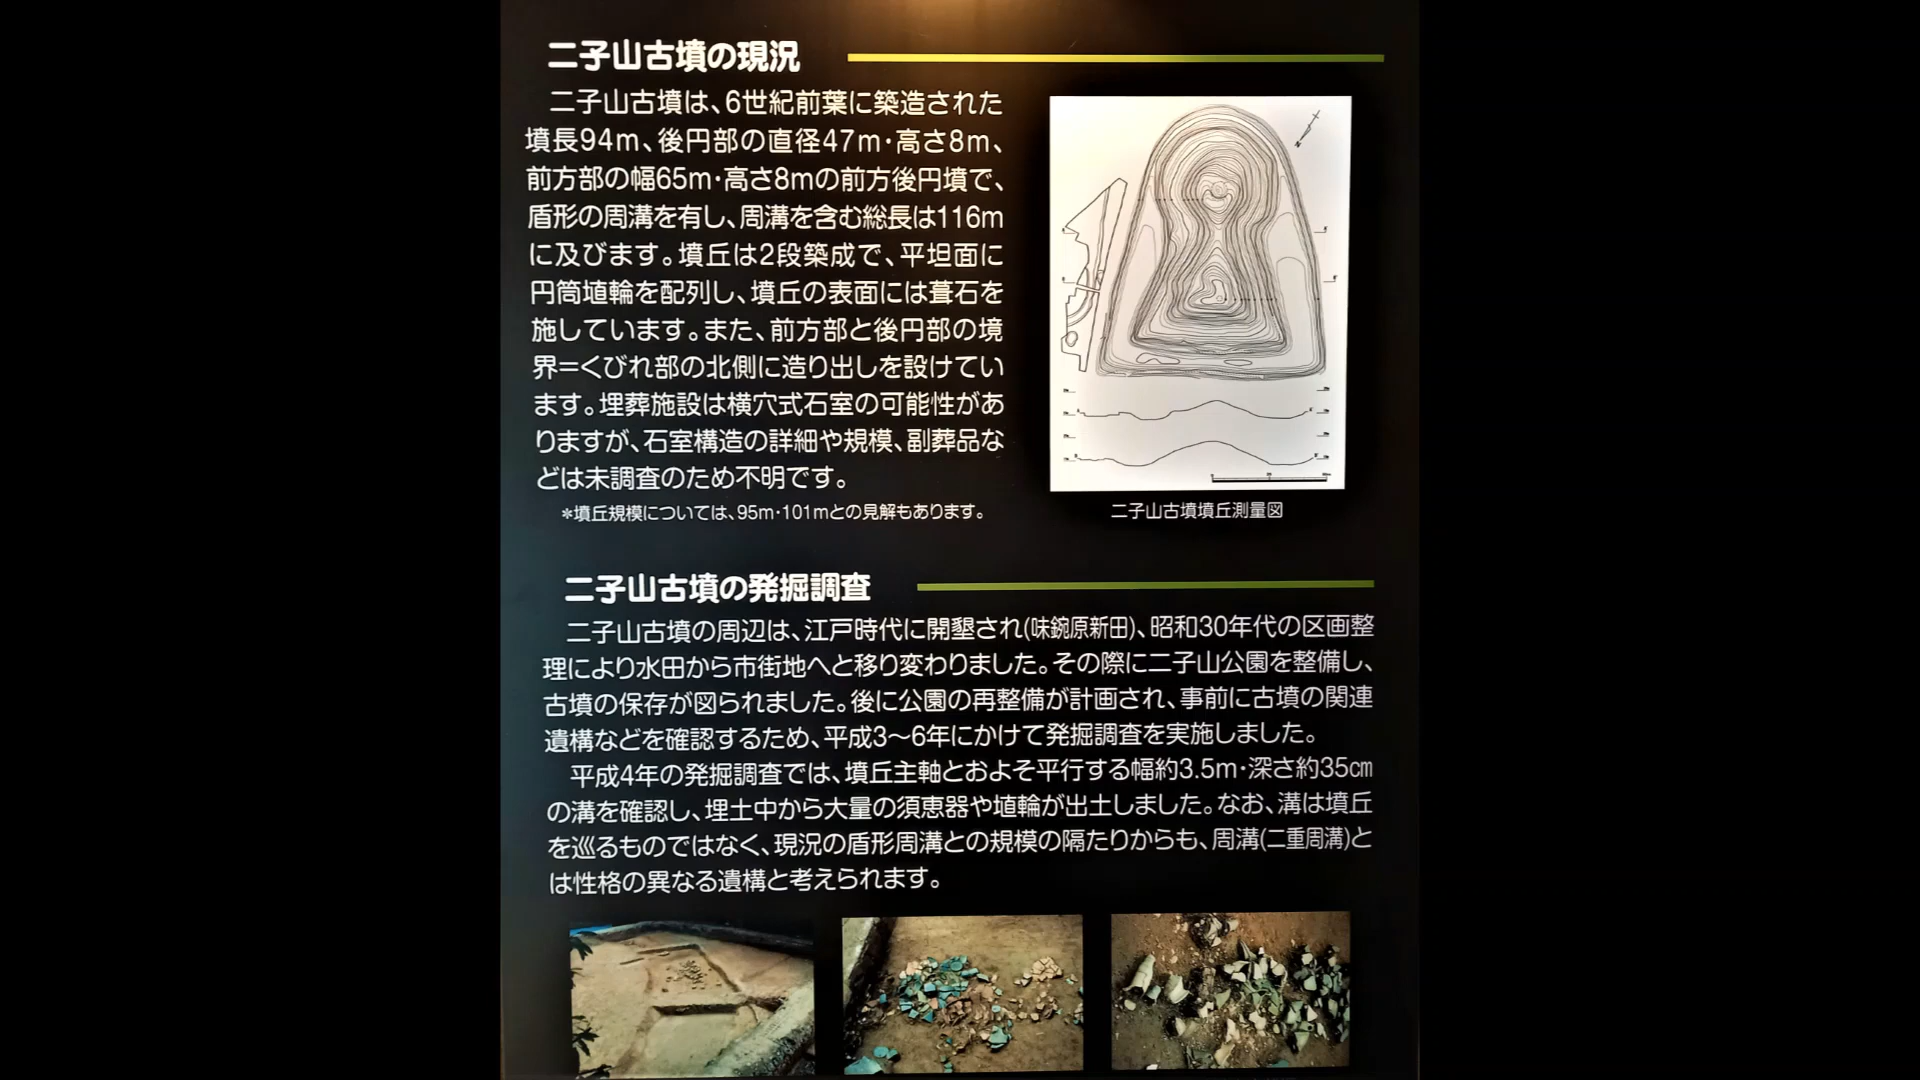 二子山古墳の現況
二子山古墳は、6世紀前葉に築造された
墳長94m、後円部の直径47m・高さ8m、
前方部の幅65m・高さ8mの前方後円墳で、
盾形の周溝を有し、周溝を含む総長は116m
に及びます。墳丘は2段築成で、平坦面に
円筒埴輪を配列し、墳丘の表面には葺石を
施しています。また、前方部と後円部の境
界＝くびれ部の北側に造り出しを設けてい
ます。埋葬施設は横穴式石室の可能性があ
りますが、石室構造の詳細や規模、副葬品な
どは未調査のため不明です。
*墳丘規模については、95m・101mとの見解もあります。
N
二子山古墳墳丘測量図
二子山古墳の発掘調査
二子山古墳の周辺は、江戸時代に開墾され(味鋺原新田)、昭和30年代の区画整
理により水田から市街地へと移り変わりました。その際に二子山公園を整備し、
古墳の保存が図られました。後に公園の再整備が計画され、事前に古墳の関連
遺構などを確認するため、平成3～6年にかけて発掘調査を実施しました。
平成4年の発掘調査では、墳丘主軸とおよそ平行する幅約3.5m・深さ約35㎝
の溝を確認し、埋土中から大量の須恵器や埴輪が出土しました。なお、溝は墳丘
を巡るものではなく、現況の盾形周溝との規模の隔たりからも、周溝(二重周溝)と
は性格の異なる遺構と考えられます。